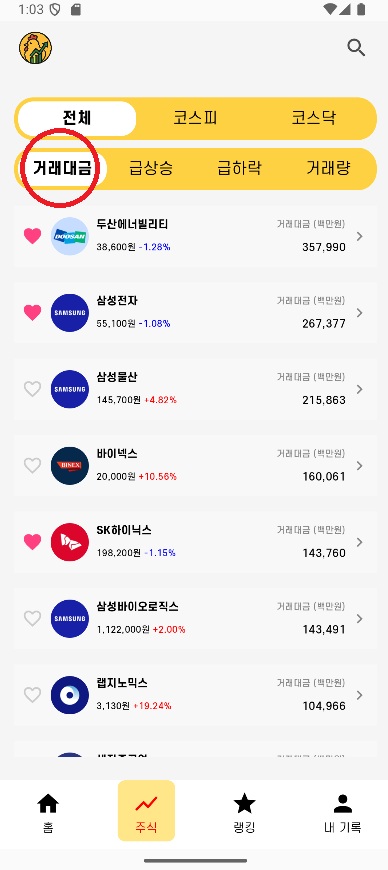 1:03
전체 코스피 코스닥
거래대금 급상승 급하락 거래량
두산에너빌리티 거래대금 (백만원)
DOOSAN
38,600원 -1.28% 357,990
삼성전자 거래대금 (백만원)
SAMSUNG
55,100원 -1.08% 267,377
삼성물산 거래대금 (백만원)
SAMSUNG
145,700원 +4.82% 215,863
바이넥스 거래대금 (백만원)
BINEX
20,000원 +10.56% 160,061
SK하이닉스 거래대금 (백만원)
198,200원 -1.15% 143,760
삼성바이오로직스 거래대금 (백만원)
SAMSUNG
1,122,000원 +2.00% 143,491
랩지노믹스 거래대금 (백만원)
3,130원 +19.24% 104,966
홈 주식 랭킹 내 기록